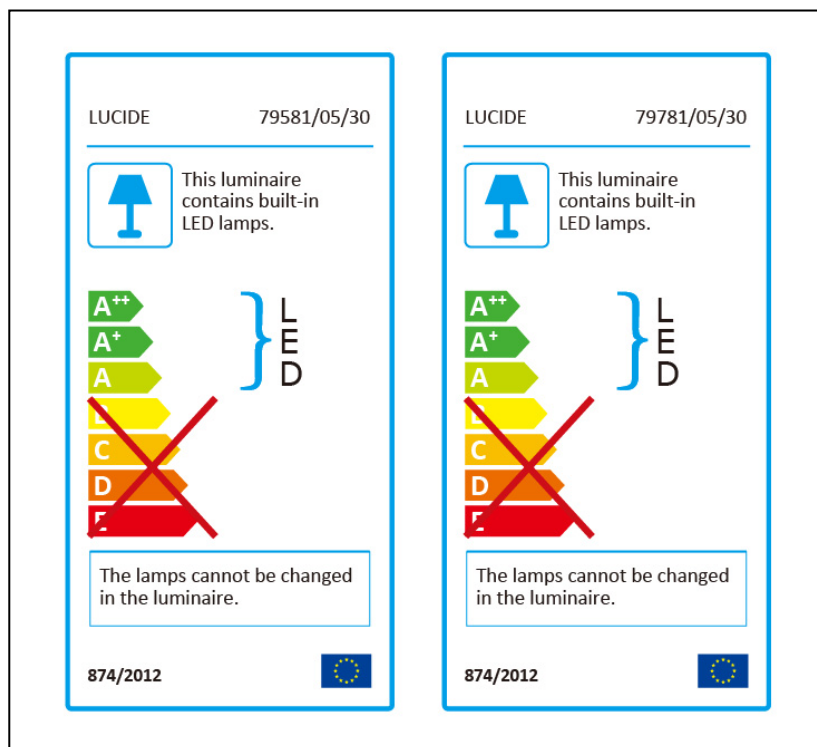 LUCIDE 79581/05/30
This luminaire
contains built-in
LED lamps.
A++
A+
A
L
E
D
C
D
E
The lamps cannot be changed
in the luminaire.
874/2012
LUCIDE 79781/05/30
This luminaire
contains built-in
LED lamps.
A++
A+
A
L
E
D
C
D
E
The lamps cannot be changed
in the luminaire.
874/2012